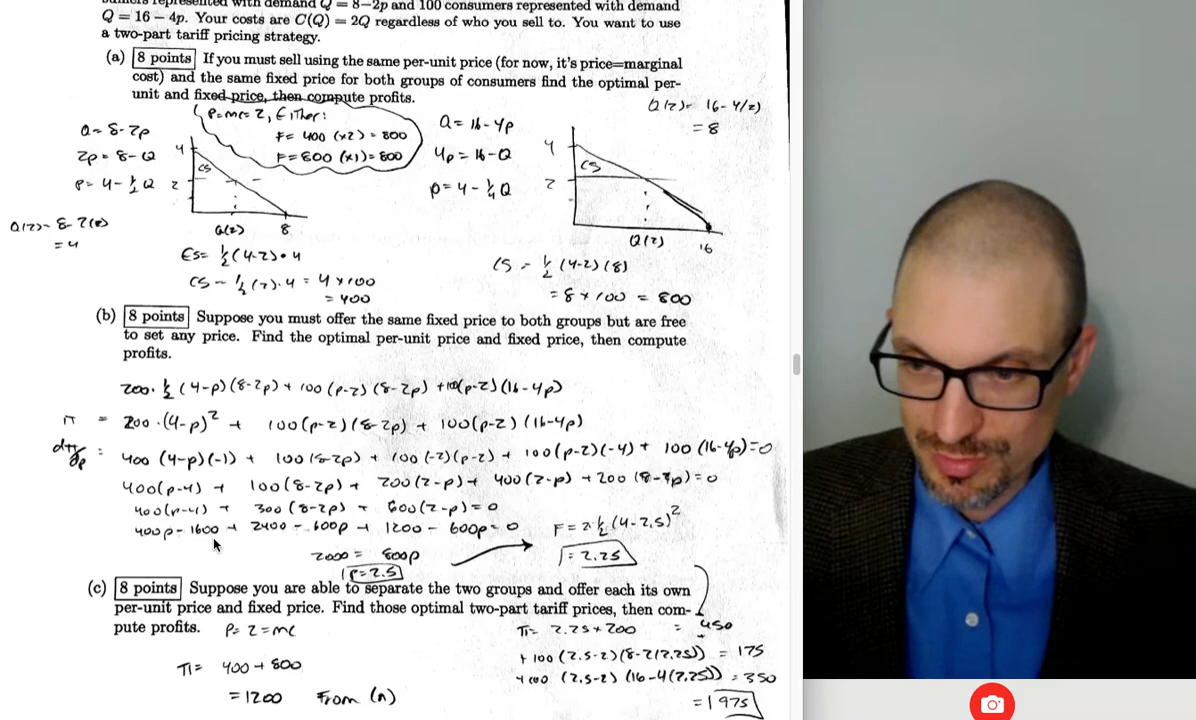 sumers represented with demand Q = 8−2p and 100 consumers represented with demand
Q = 16 − 4p. Your costs are C(Q) = 2Q regardless of who you sell to. You want to use
a two-part tariff pricing strategy.
(a) 8 points If you must sell using the same per-unit price (for now, it's price=marginal
cost) and the same fixed price for both groups of consumers find the optimal per-
unit and fixed price, then compute profits.
Q(2) = 16 - 4(2)
= 8
P=MC= 2, Either:
F= 400 (x2) = 800
F= 800 (x1) = 800
Q= 8-2p
2p = 8-Q
P= 4-½Q
Q(2)= 8-2(2)
= 4
4
CS
2
Q(2) 8
Q = 16-4p
4p = 16-Q
p = 4-¼Q
4
CS
2
Q(2) 16
CS= ½(4-2)•4
CS = ½(2)·4 = 4 x 100
= 400
CS = ½(4-2)(8)
= 8 x 100 = 800
(b) 8 points Suppose you must offer the same fixed price to both groups but are free
to set any price. Find the optimal per-unit price and fixed price, then compute
profits.
200·½(4-p)(8-2p) + 100(p-2)(8-2p) + 100(p-2)(16-4p)
π = 200·(4-p)² + 100(p-2)(8-2p) + 100(p-2)(16-4p)
dπ/dp : 400(4-p)(-1) + 100(8-2p) + 100(-2)(p-2) + 100(p-2)(-4) + 100(16-4p)=0
400(p-4) + 100(8-2p) + 200(2-p) + 400(2-p) + 200(8-2p)=0
400(p-4) + 300(8-2p) + 600(2-p)=0
400p - 1600 + 2400 - 600p + 1200 - 600p = 0
2000 = 800p
p=2.5
F = 2·½(4-2.5)²
= 2.25
(c) 8 points Suppose you are able to separate the two groups and offer each its own
per-unit price and fixed price. Find those optimal two-part tariff prices, then com-
pute profits. P= 2=MC
π= 400 + 800
= 1200 From (a)
π= 2.25*200 = 450
+ 100(2.5-2)(8-2(2.25)) = 175
+ 100(2.5-2)(16-4(2.25)) = 350
= 975